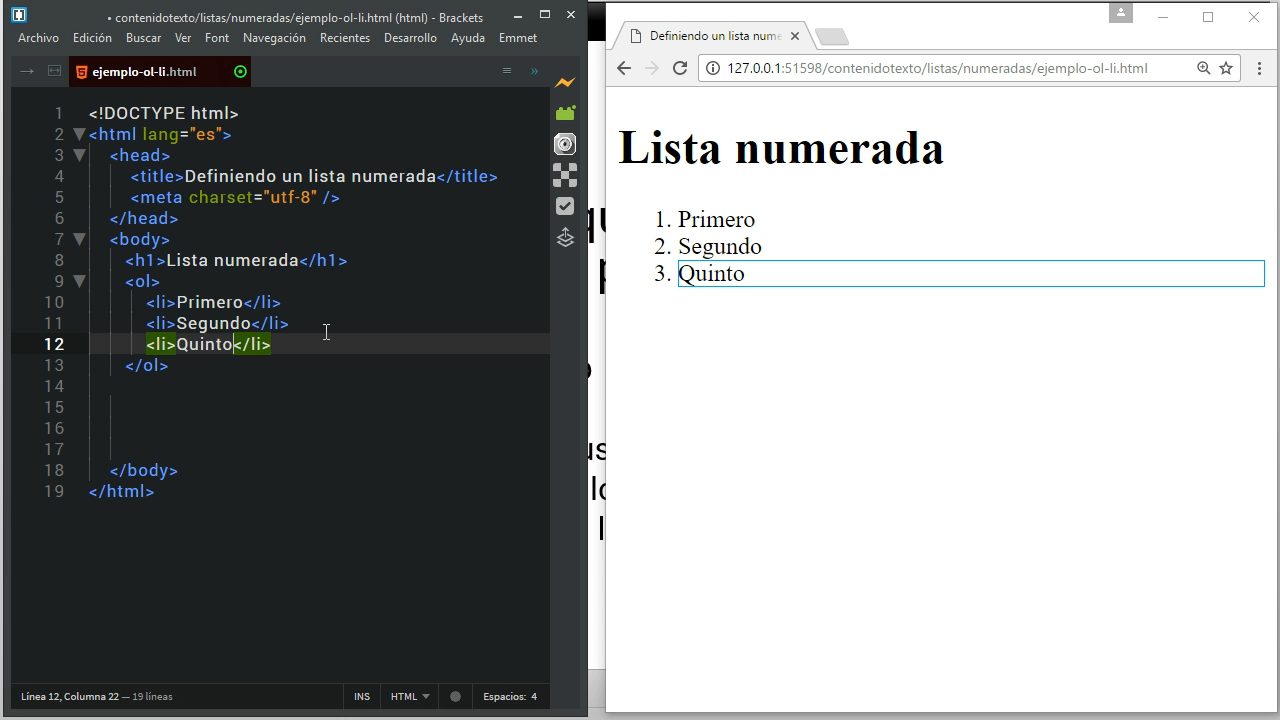 • contenidotexto/listas/numeradas/ejemplo-ol-li.html (html) - Brackets
Archivo Edición Buscar Ver Font Navegación Recientes Desarrollo Ayuda Emmet
ejemplo-ol-li.html
1 <!DOCTYPE html>
2 <html lang="es">
3 <head>
4 <title>Definiendo un lista numerada</title>
5 <meta charset="utf-8" />
6 </head>
7 <body>
8 <h1>Lista numerada</h1>
9 <ol>
10 <li>Primero</li>
11 <li>Segundo</li>
12 <li>Quinto</li>
13 </ol>
14
15
16
17
18 </body>
19 </html>
Línea 12, Columna 22 — 19 líneas INS HTML Espacios: 4
Definiendo un lista nume
127.0.0.1:51598/contenidotexto/listas/numeradas/ejemplo-ol-li.html
Lista numerada
1. Primero
2. Segundo
3. Quinto